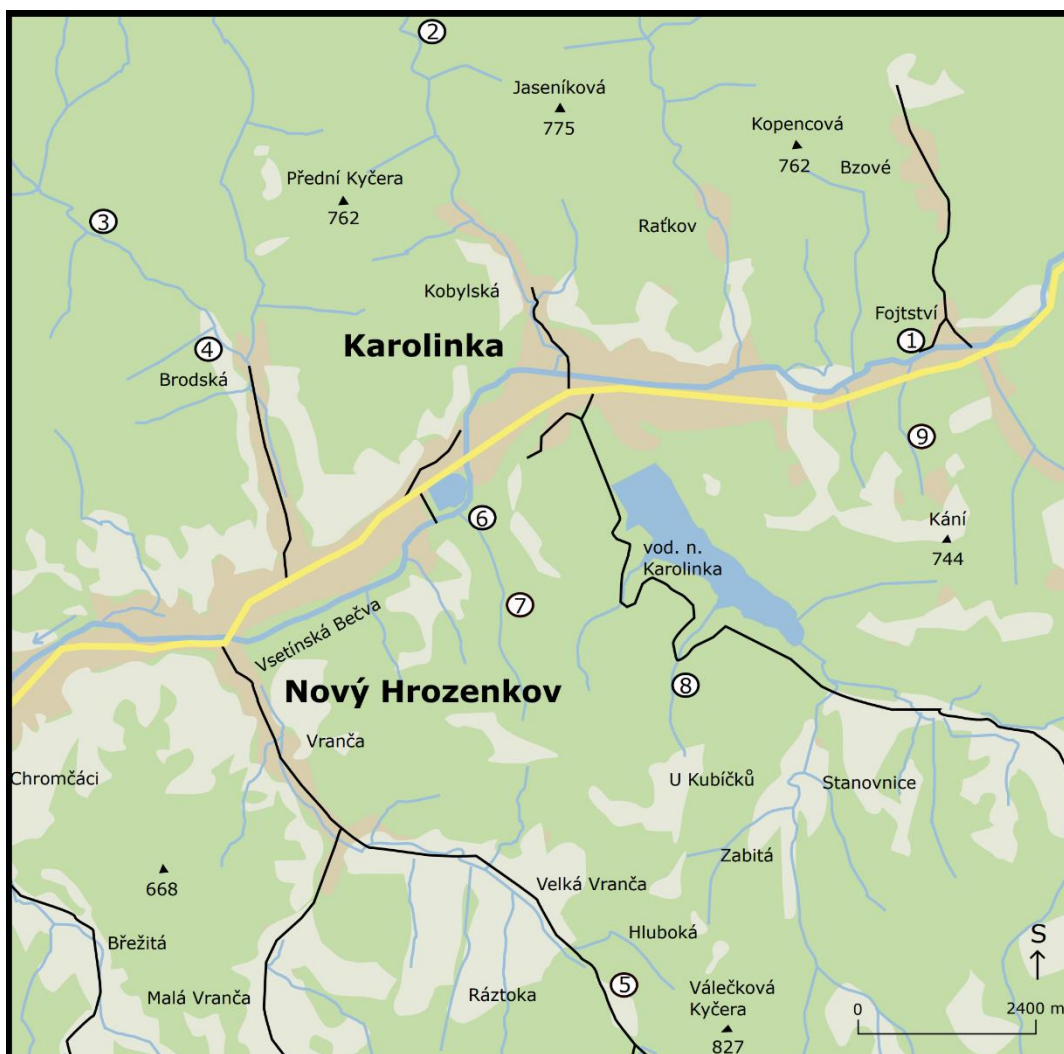 2
Jaseníková
775
Kopencová
762
Bzové
Přední Kyčera
762
3
Raťkov
Kobylská
Fojtství
1
Karolinka
4
Brodská
9
6
Kání
744
vod. n.
Karolinka
7
Vsetínská Bečva
8
Nový Hrozenkov
Vranča
Chromčáci
U Kubíčků
Stanovnice
668
Zabitá
Velká Vranča
Hluboká
Břežitá
S
Malá Vranča
Ráztoka
5
Válečková
Kyčera
827
0
2400 m